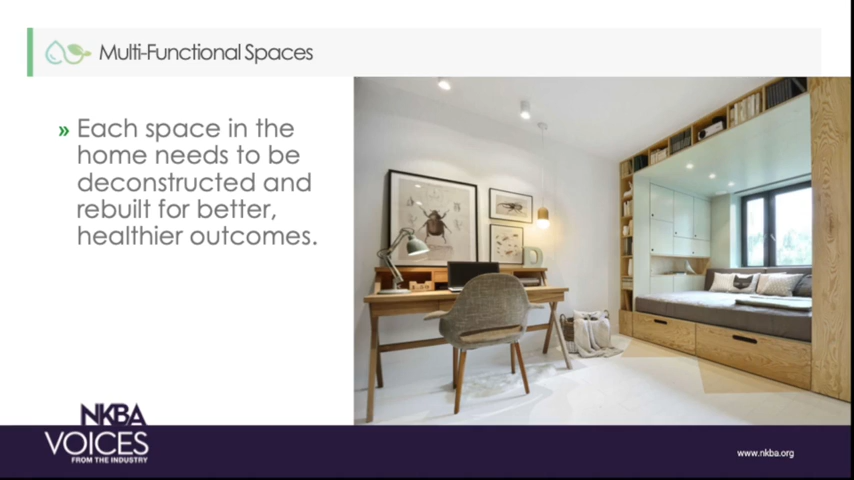 Multi-Functional Spaces
» Each space in the
home needs to be
deconstructed and
rebuilt for better,
healthier outcomes.
NKBA
VOICES
FROM THE INDUSTRY
www.nkba.org